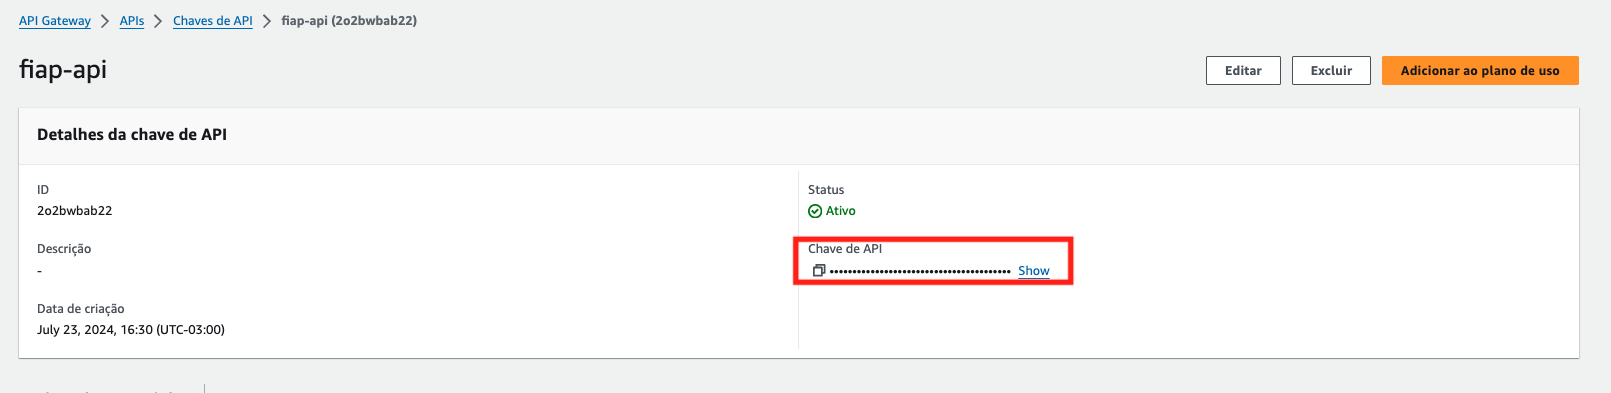 API Gateway > APIs > Chaves de API > fiap-api (2o2bwbab22)
fiap-api
Editar
Excluir
Adicionar ao plano de uso
Detalhes da chave de API
ID
2o2bwbab22
Descrição
-
Data de criação
July 23, 2024, 16:30 (UTC-03:00)
Status
Ativo
Chave de API
•••••••••••••••••••••••••••••••••••••••• Show